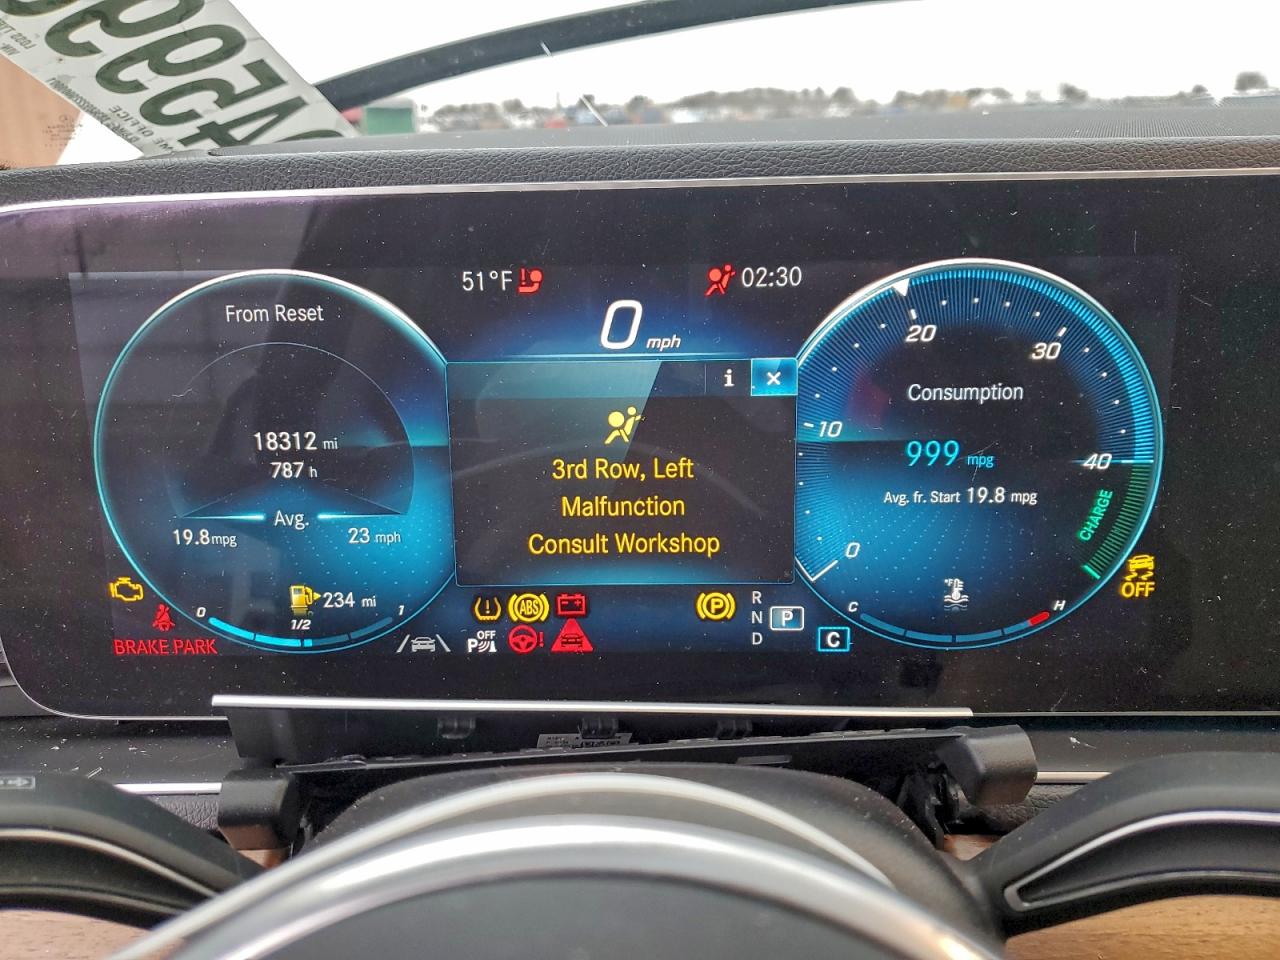 51°F
02:30
0 mph
From Reset
18312 mi
787 h
Avg.
19.8 mpg
23 mph
0
1/2
1
234 mi
BRAKE PARK
i
3rd Row, Left
Malfunction
Consult Workshop
ABS
OFF
P
P
R
N
P
D
C
0
10
20
30
40
Consumption
999 mpg
Avg. fr. Start 19.8 mpg
CHARGE
°F
C
H
OFF